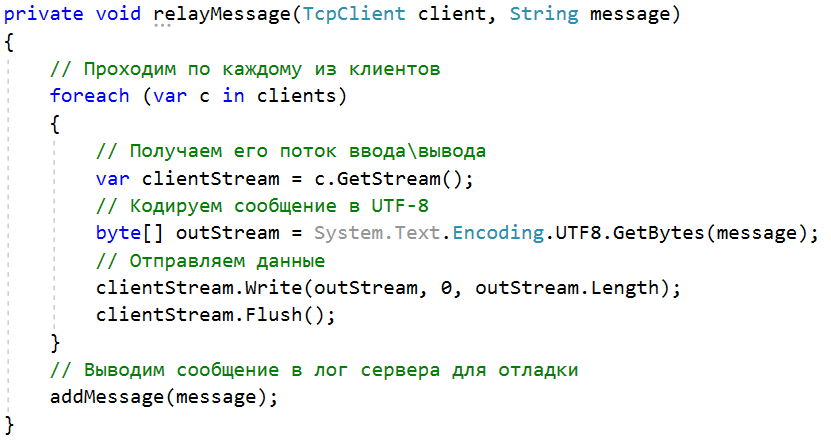 private void relayMessage(TcpClient client, String message)
{
// Проходим по каждому из клиентов
foreach (var c in clients)
{
// Получаем его поток ввода\вывода
var clientStream = c.GetStream();
// Кодируем сообщение в UTF-8
byte[] outStream = System.Text.Encoding.UTF8.GetBytes(message);
// Отправляем данные
clientStream.Write(outStream, 0, outStream.Length);
clientStream.Flush();
}
// Выводим сообщение в лог сервера для отладки
addMessage(message);
}